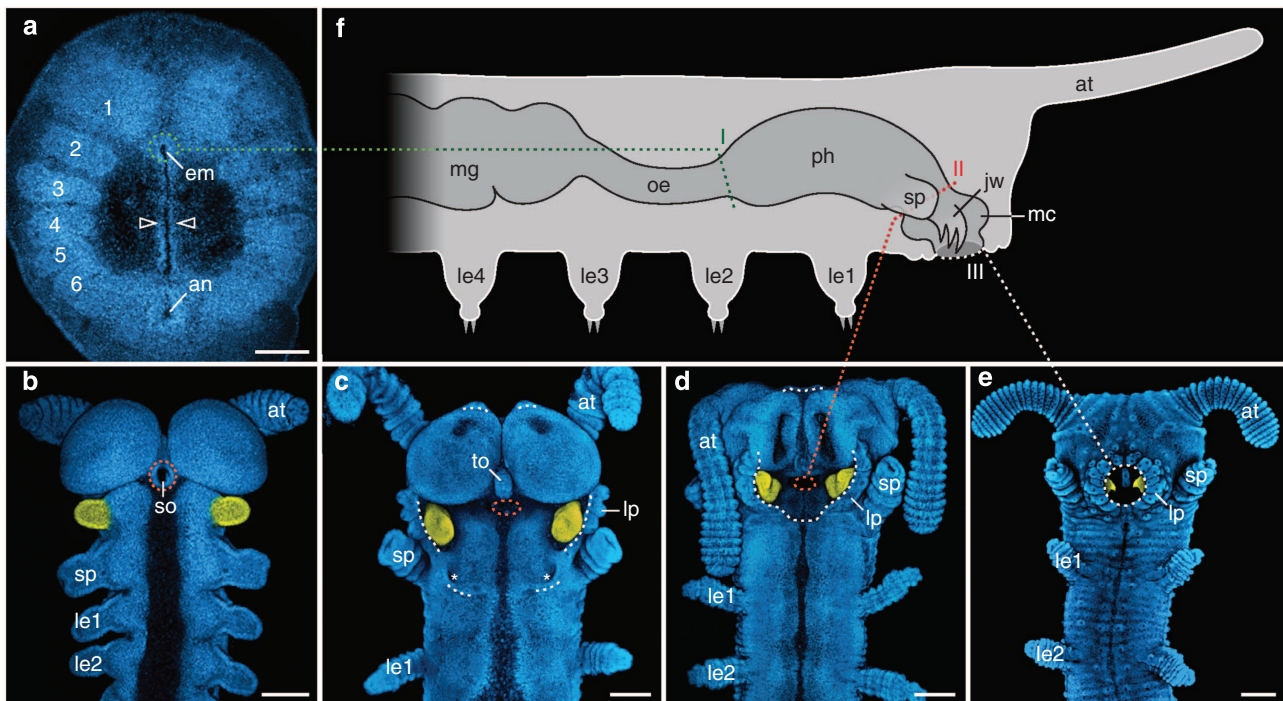 a
1
2
em
3
4
5
6
an
f
at
I
ph
II
mg
oe
sp
jw
mc
le4
le3
le2
le1
III
b
at
so
sp
le1
le2
c
at
to
lp
sp
*
*
le1
d
at
sp
lp
le1
le2
e
at
sp
lp
le1
le2